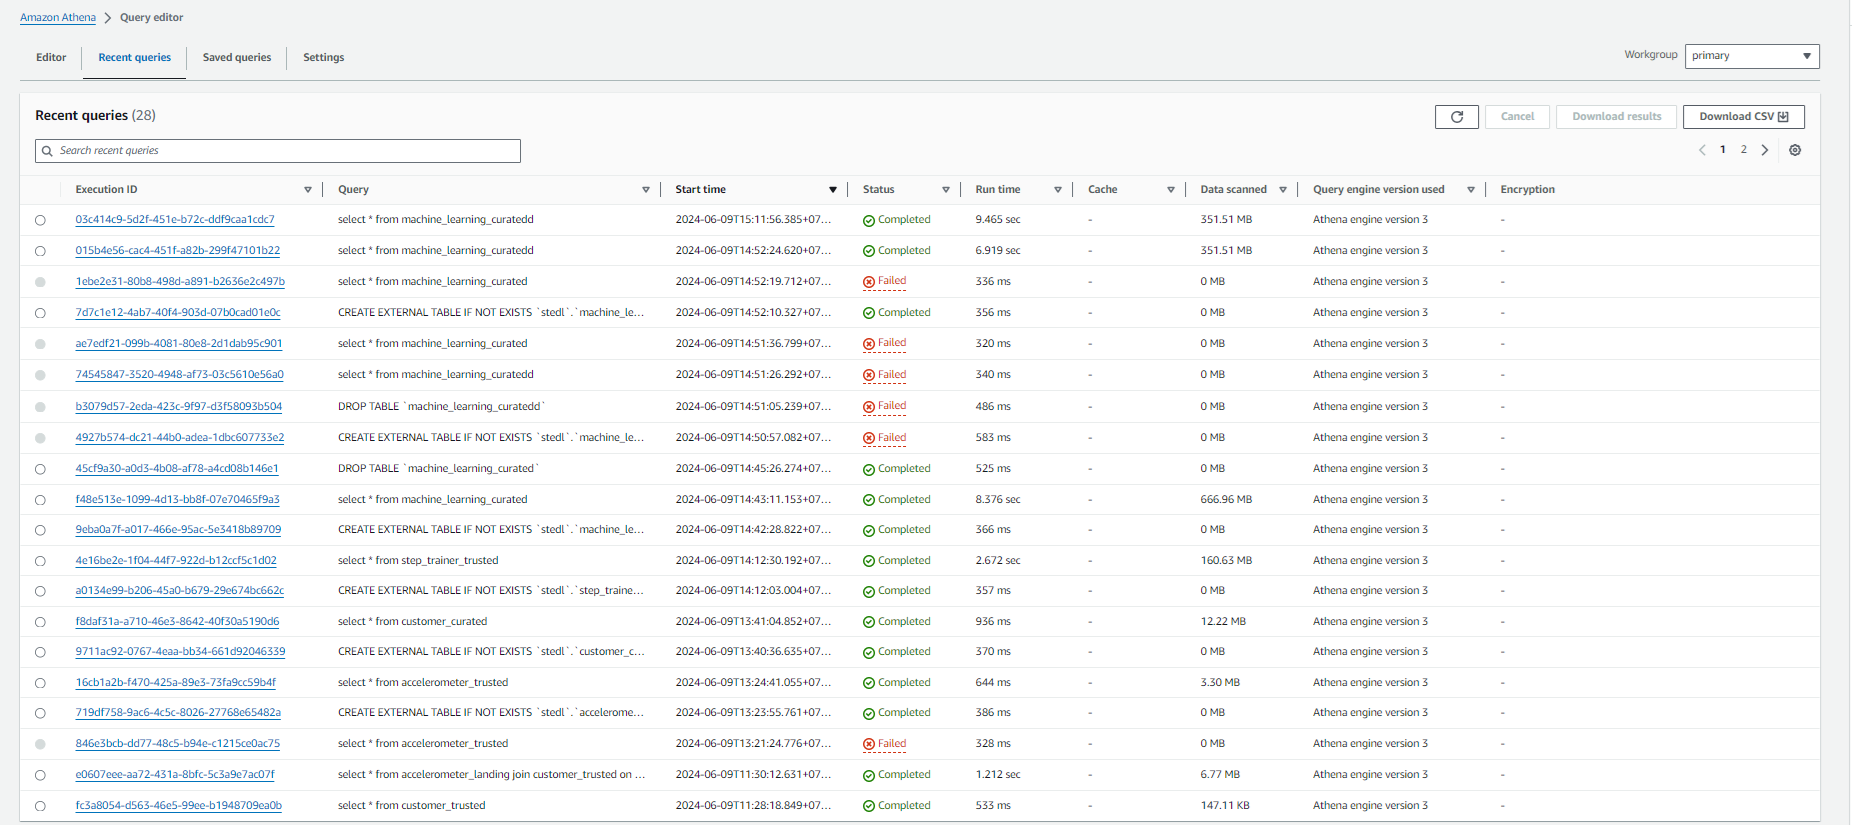 Amazon Athena > Query editor
Editor Recent queries Saved queries Settings Workgroup primary
Recent queries (28) Cancel Download results Download CSV
Search recent queries 1 2
Execution ID Query Start time Status Run time Cache Data scanned Query engine version used Encryption
03c414c9-5d2f-451e-b72c-ddf9caa1cdc7 select * from machine_learning_curatedd 2024-06-09T15:11:56.385+07... Completed 9.465 sec - 351.51 MB Athena engine version 3 -
015b4e56-cac4-451f-a82b-299f47101b22 select * from machine_learning_curatedd 2024-06-09T14:52:24.620+07... Completed 6.919 sec - 351.51 MB Athena engine version 3 -
1ebe2e31-80b8-498d-a891-b2636e2c497b select * from machine_learning_curated 2024-06-09T14:52:19.712+07... Failed 336 ms - 0 MB Athena engine version 3 -
7d7c1e12-4ab7-40f4-903d-07b0cad01e0c CREATE EXTERNAL TABLE IF NOT EXISTS `stedl`.`machine_le... 2024-06-09T14:52:10.327+07... Completed 356 ms - 0 MB Athena engine version 3 -
ae7edf21-099b-4081-80e8-2d1dab95c901 select * from machine_learning_curated 2024-06-09T14:51:36.799+07... Failed 320 ms - 0 MB Athena engine version 3 -
74545847-3520-4948-af73-03c5610e56a0 select * from machine_learning_curatedd 2024-06-09T14:51:26.292+07... Failed 340 ms - 0 MB Athena engine version 3 -
b3079d57-2eda-423c-9f97-d3f58093b504 DROP TABLE `machine_learning_curatedd` 2024-06-09T14:51:05.239+07... Failed 486 ms - 0 MB Athena engine version 3 -
4927b574-dc21-44b0-adea-1dbc607733e2 CREATE EXTERNAL TABLE IF NOT EXISTS `stedl`.`machine_le... 2024-06-09T14:50:57.082+07... Failed 583 ms - 0 MB Athena engine version 3 -
45cf9a30-a0d3-4b08-af78-a4cd08b146e1 DROP TABLE `machine_learning_curated` 2024-06-09T14:45:26.274+07... Completed 525 ms - 0 MB Athena engine version 3 -
f48e513e-1099-4d13-bb8f-07e70465f9a3 select * from machine_learning_curated 2024-06-09T14:43:11.153+07... Completed 8.376 sec - 666.96 MB Athena engine version 3 -
9eba0a7f-a017-466e-95ac-5e3418b89709 CREATE EXTERNAL TABLE IF NOT EXISTS `stedl`.`machine_le... 2024-06-09T14:42:28.822+07... Completed 366 ms - 0 MB Athena engine version 3 -
4e16be2e-1f04-44f7-922d-b12ccf5c1d02 select * from step_trainer_trusted 2024-06-09T14:12:30.192+07... Completed 2.672 sec - 160.63 MB Athena engine version 3 -
a0134e99-b206-45a0-b679-29e674bc662c CREATE EXTERNAL TABLE IF NOT EXISTS `stedl`.`step_traine... 2024-06-09T14:12:03.004+07... Completed 357 ms - 0 MB Athena engine version 3 -
f8daf31a-a710-46e3-8642-40f30a5190d6 select * from customer_curated 2024-06-09T13:41:04.852+07... Completed 936 ms - 12.22 MB Athena engine version 3 -
9711ac92-0767-4eaa-bb34-661d92046339 CREATE EXTERNAL TABLE IF NOT EXISTS `stedl`.`customer_c... 2024-06-09T13:40:36.635+07... Completed 370 ms - 0 MB Athena engine version 3 -
16cb1a2b-f470-425a-89e3-73fa9cc59b4f select * from accelerometer_trusted 2024-06-09T13:24:41.055+07... Completed 644 ms - 3.30 MB Athena engine version 3 -
719df758-9ac6-4c5c-8026-27768e65482a CREATE EXTERNAL TABLE IF NOT EXISTS `stedl`.`accelerome... 2024-06-09T13:23:55.761+07... Completed 386 ms - 0 MB Athena engine version 3 -
846e3bcb-dd77-48c5-b94e-c1215ce0ac75 select * from accelerometer_trusted 2024-06-09T13:21:24.776+07... Failed 328 ms - 0 MB Athena engine version 3 -
e0607eee-aa72-431a-8bfc-5c3a9e7ac07f select * from accelerometer_landing join customer_trusted on ... 2024-06-09T11:30:12.631+07... Completed 1.212 sec - 6.77 MB Athena engine version 3 -
fc3a8054-d563-46e5-99ee-b1948709ea0b select * from customer_trusted 2024-06-09T11:28:18.849+07... Completed 533 ms - 147.11 KB Athena engine version 3 -